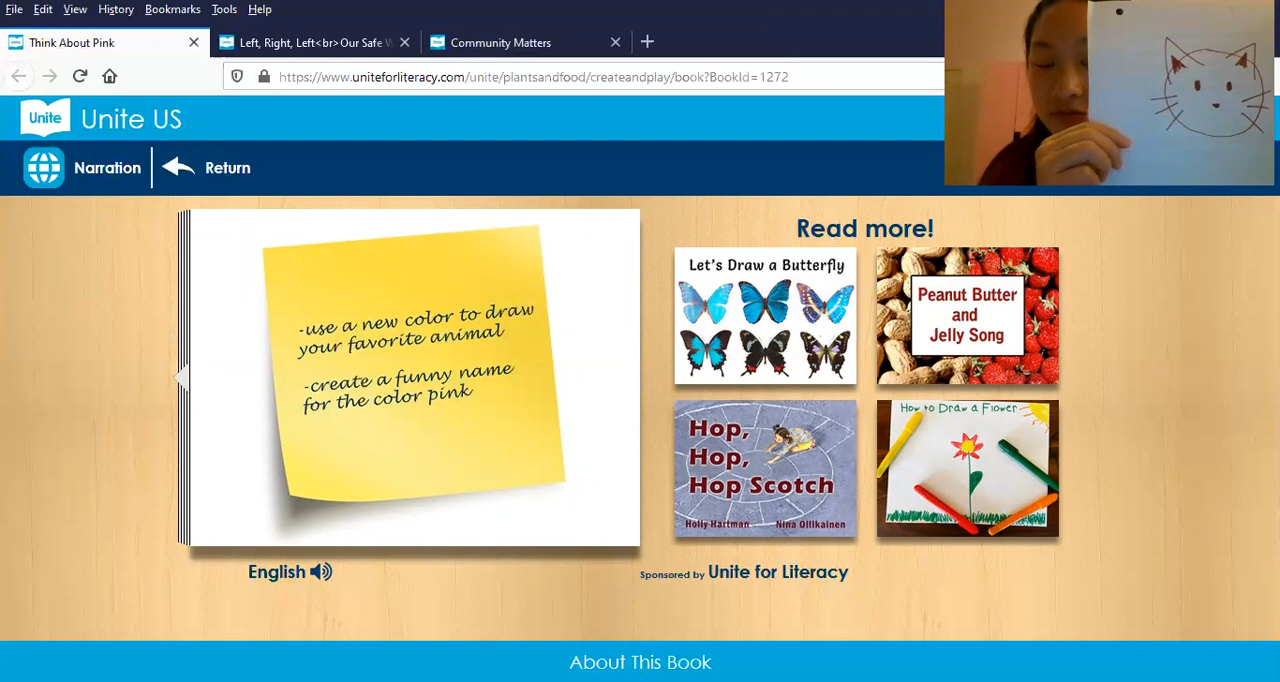 File Edit View History Bookmarks Tools Help
Think About Pink
Left, Right, Left<br>Our Safe
Community Matters
https://www.uniteforliteracy.com/unite/plantsandfood/createandplay/book?BookId=1272
Unite
Unite US
Narration
Return
-use a new color to draw
your favorite animal
-create a funny name
for the color pink
English
Read more!
Let's Draw a Butterfly
Peanut Butter
and
Jelly Song
Hop,
Hop,
Hop Scotch
Holly Hartman Nina Ollikainen
How to Draw a Flower
Sponsored by Unite for Literacy
About This Book